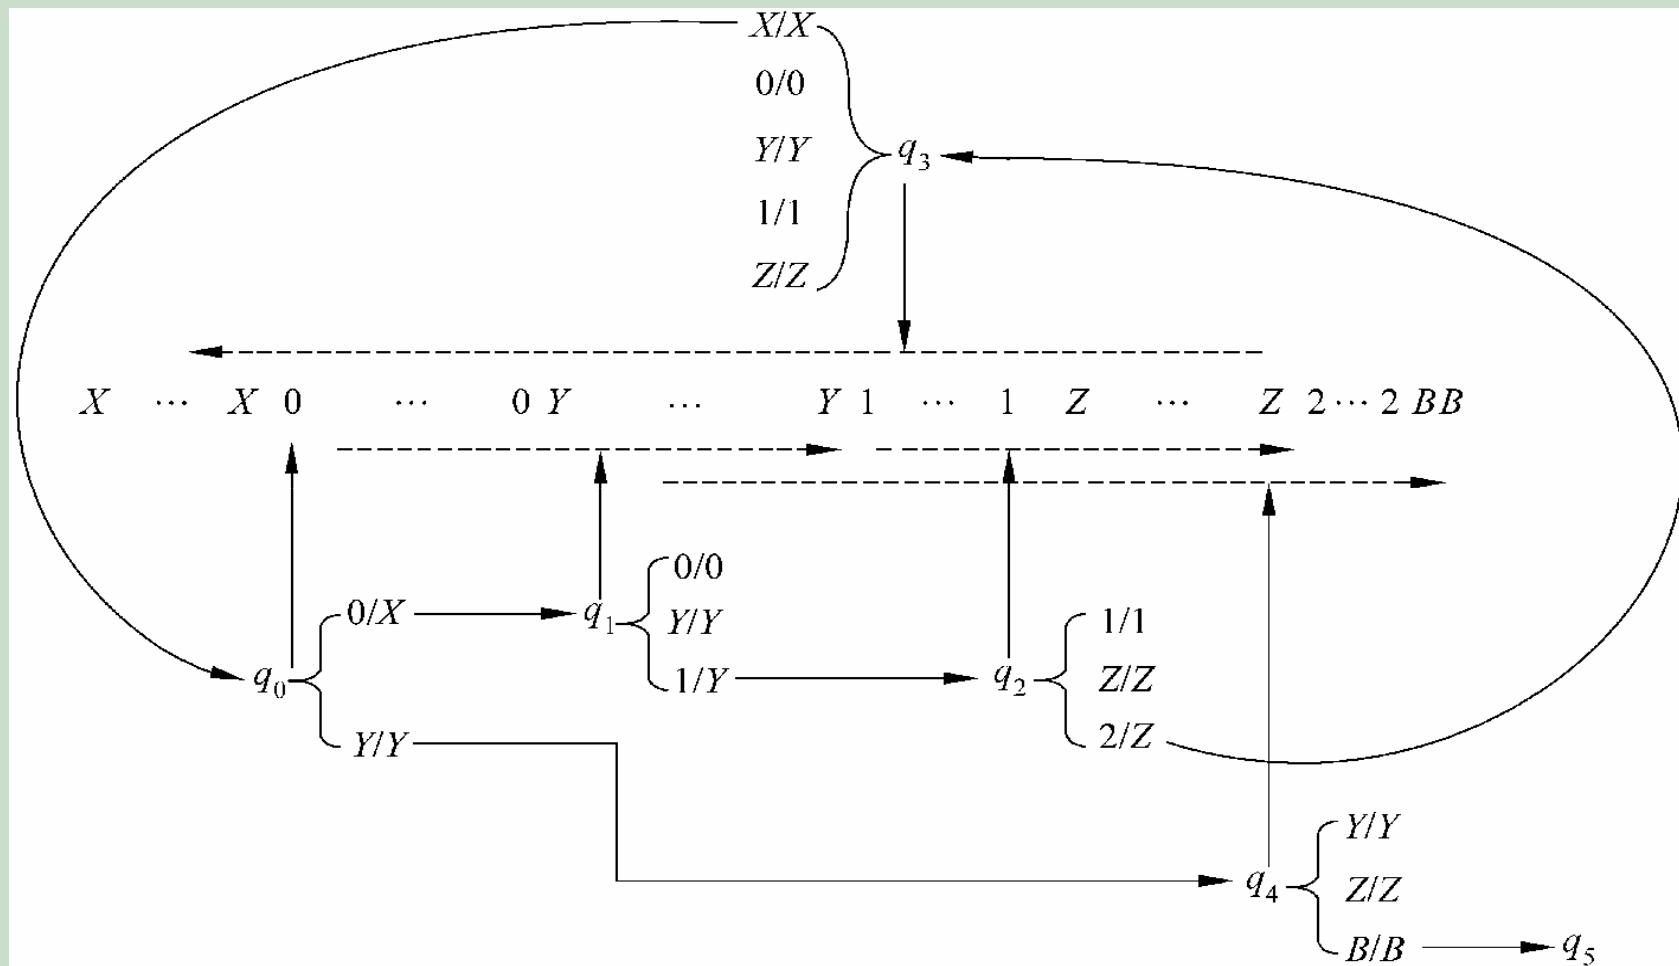 X/X
0/0
Y/Y
q₃
1/1
Z/Z
X ⋯ X 0 ⋯ 0 Y ⋯ Y 1 ⋯ 1 Z ⋯ Z 2⋯2 BB
0/0
0/X
q₁
Y/Y
1/1
q₀
1/Y
q₂
Z/Z
Y/Y
2/Z
Y/Y
q₄
Z/Z
B/B
q₅